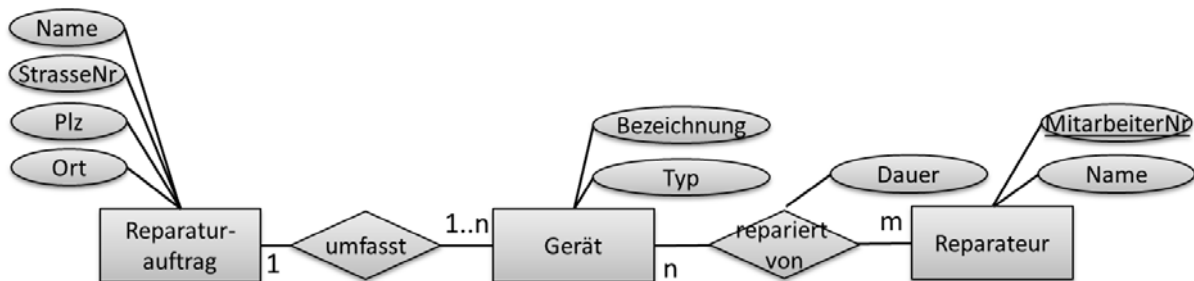 Name
StrasseNr
Plz
Ort
Bezeichnung
Typ
Dauer
MitarbeiterNr
Name
Reparatur-
auftrag
1
umfasst
1..n
Gerät
n
repariert
von
m
Reparateur